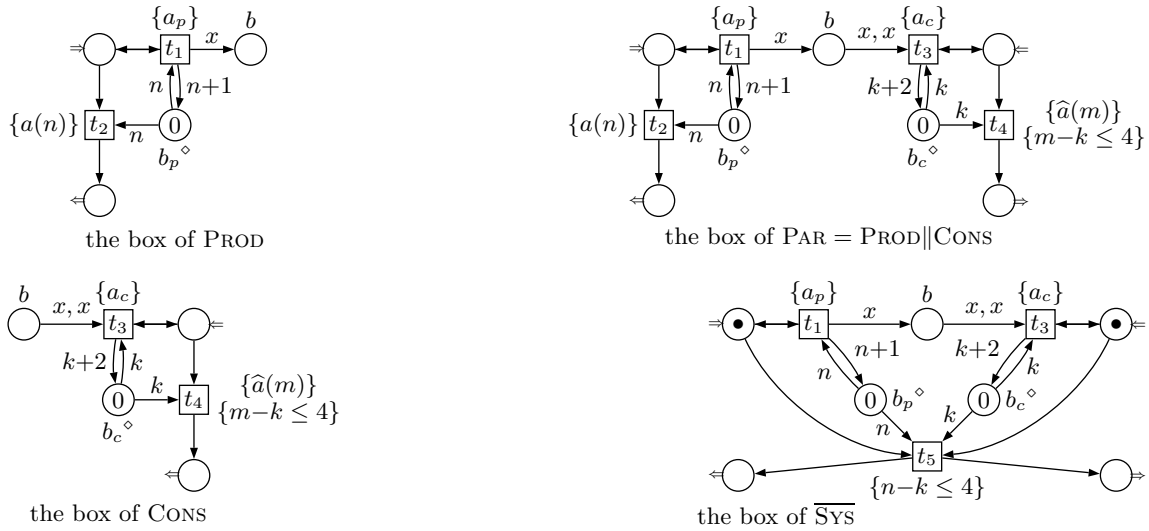 {a_p}
b
⇒
t_1
x
n
n+1
{a(n)}
t_2
n
0
b_p^⋄
⇐
the box of PROD
{a_p}
b
{a_c}
⇒
t_1
x
x, x
t_3
⇐
n
n+1
k+2
k
{a(n)}
t_2
n
0
0
k
t_4
{â(m)}
{m−k ≤ 4}
b_p^⋄
b_c^⋄
⇐
⇒
the box of PAR = PROD∥CONS
b
{a_c}
x, x
t_3
⇐
k+2
k
0
k
t_4
{â(m)}
{m−k ≤ 4}
b_c^⋄
⇐
the box of CONS
{a_p}
b
{a_c}
⇒
t_1
x
x, x
t_3
⇐
n+1
k+2
n
k
0
b_p^⋄
0
b_c^⋄
n
k
t_5
⇐
⇒
{n−k ≤ 4}
the box of S̅Y̅S̅